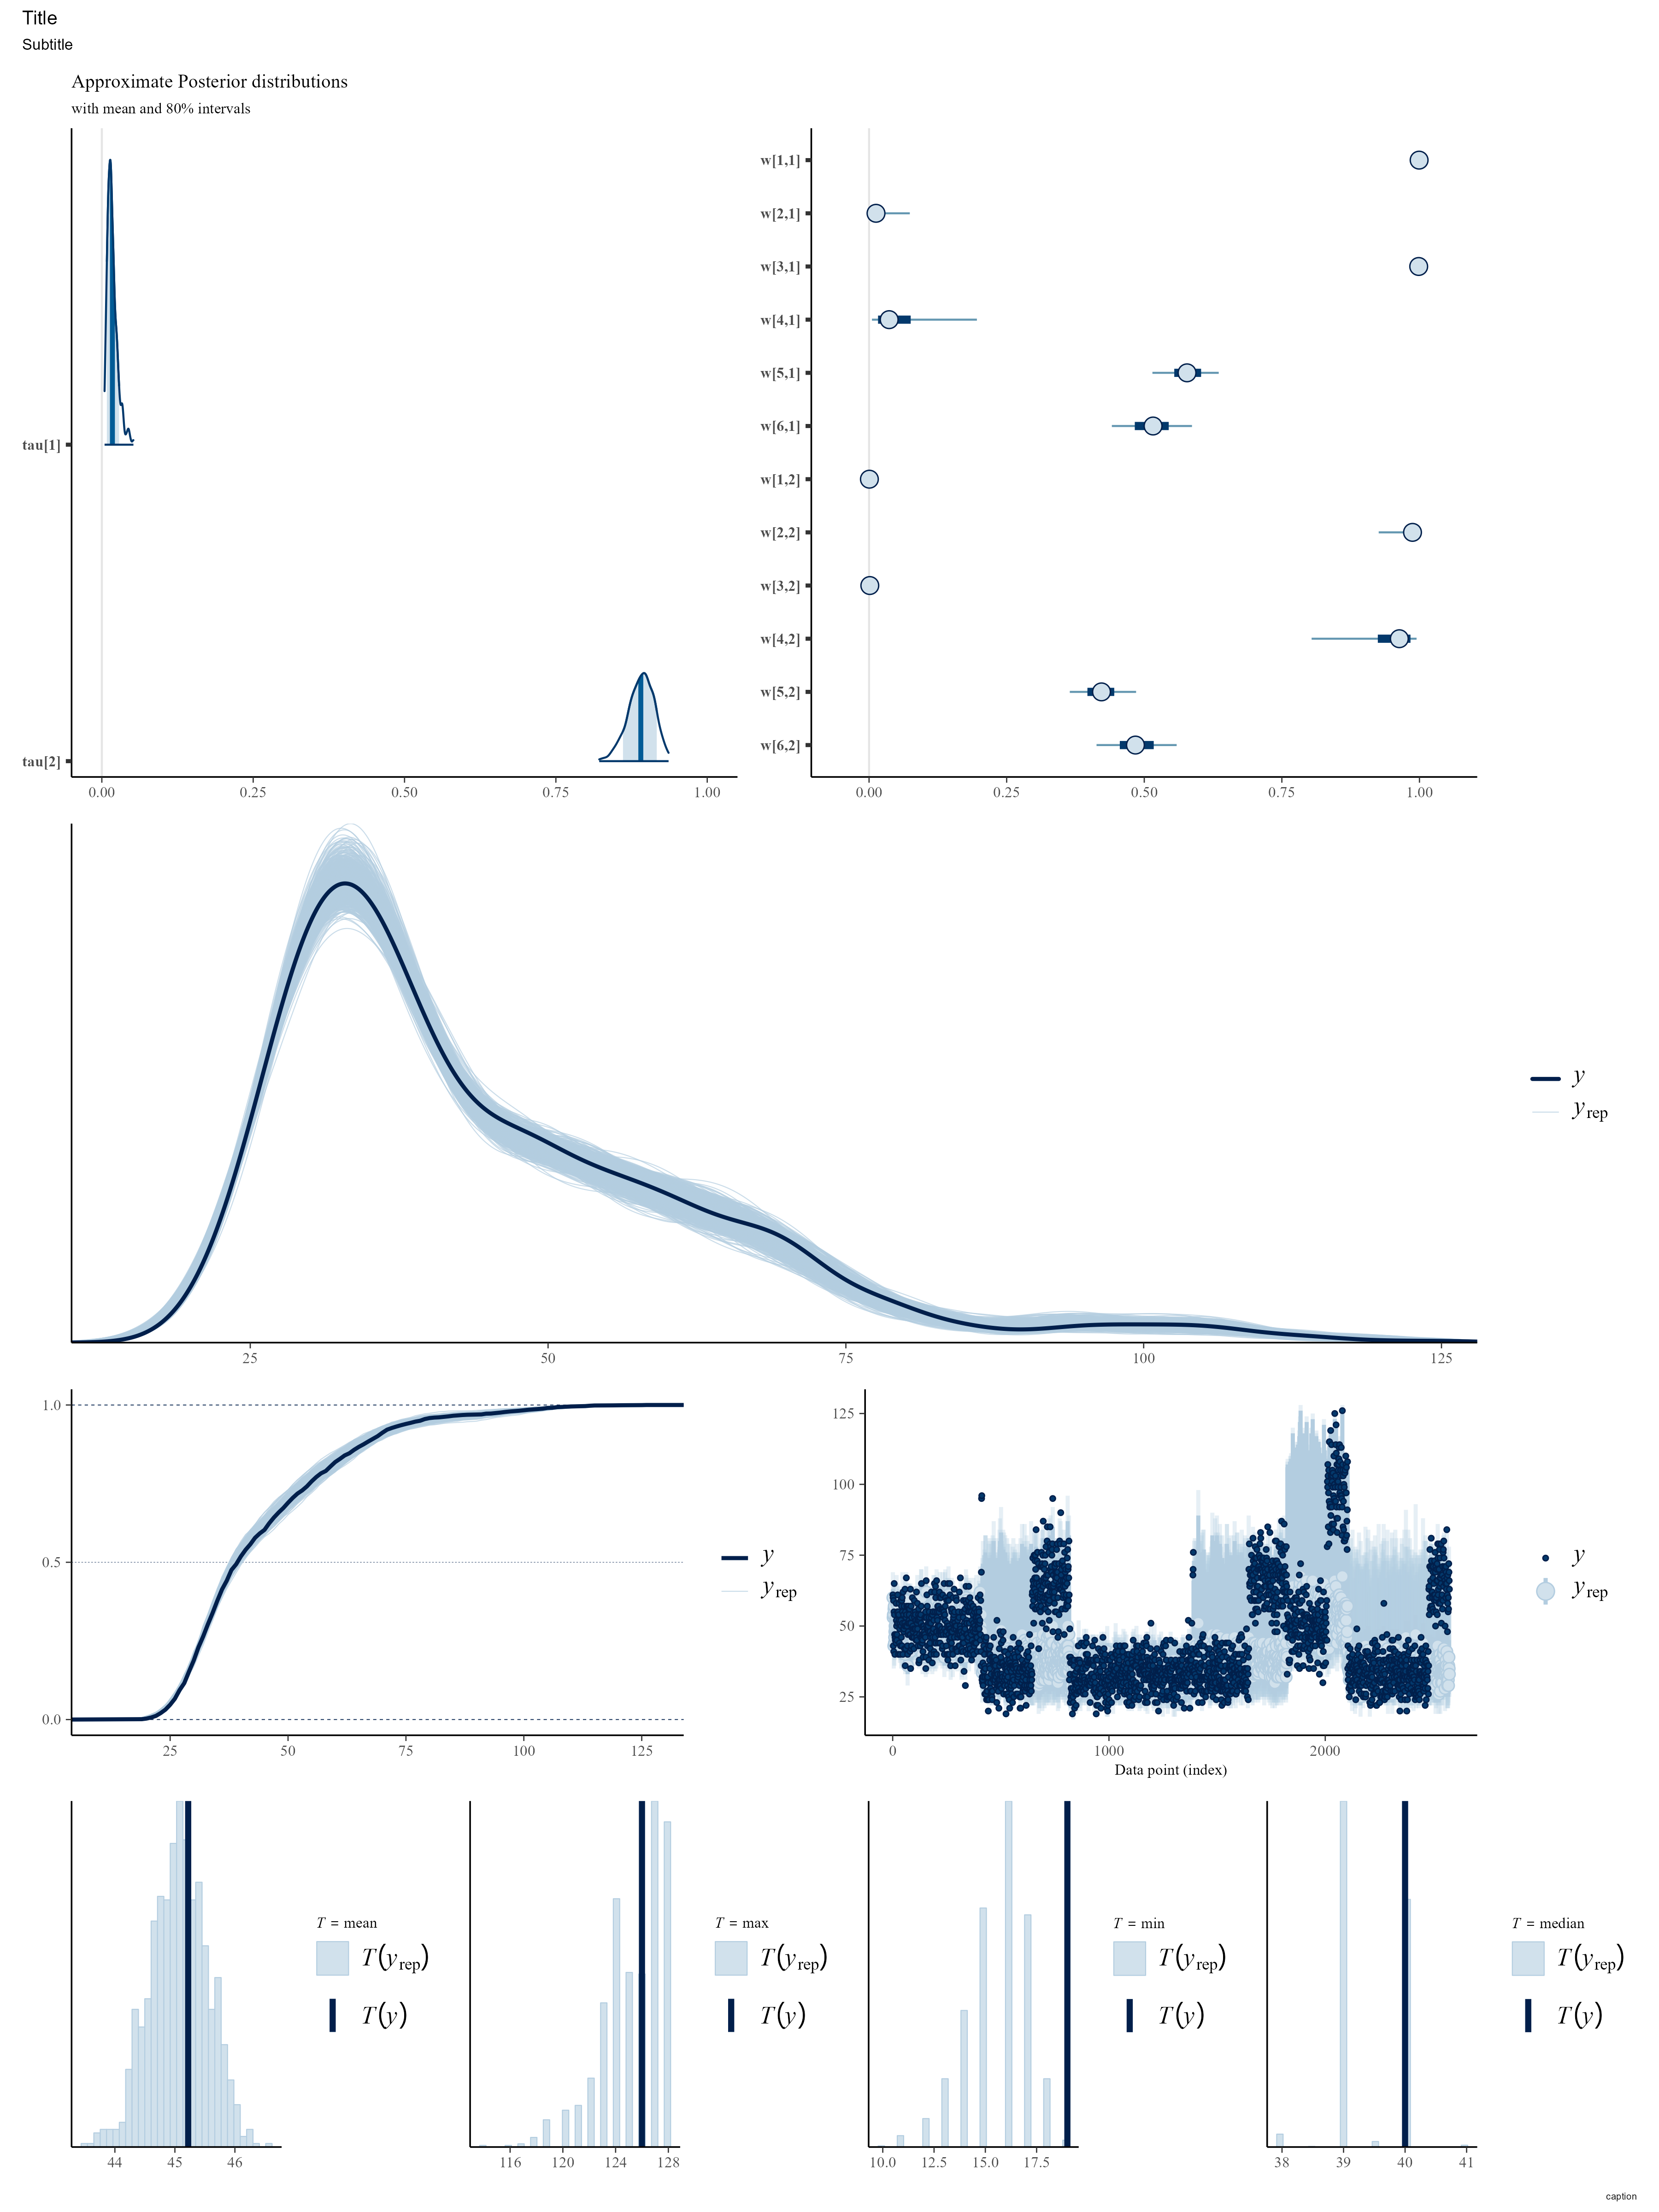 Title
Subtitle
Approximate Posterior distributions
with mean and 80% intervals
tau[1]
tau[2]
0.00 0.25 0.50 0.75 1.00
w[1,1]
w[2,1]
w[3,1]
w[4,1]
w[5,1]
w[6,1]
w[1,2]
w[2,2]
w[3,2]
w[4,2]
w[5,2]
w[6,2]
0.00 0.25 0.50 0.75 1.00
y
yrep
25 50 75 100 125
1.0
0.5
0.0
25 50 75 100 125
y
yrep
125
100
75
50
25
0 1000 2000
Data point (index)
y
yrep
44 45 46
T = mean
T(yrep)
T(y)
116 120 124 128
T = max
T(yrep)
T(y)
10.0 12.5 15.0 17.5
T = min
T(yrep)
T(y)
38 39 40 41
T = median
T(yrep)
T(y)
caption